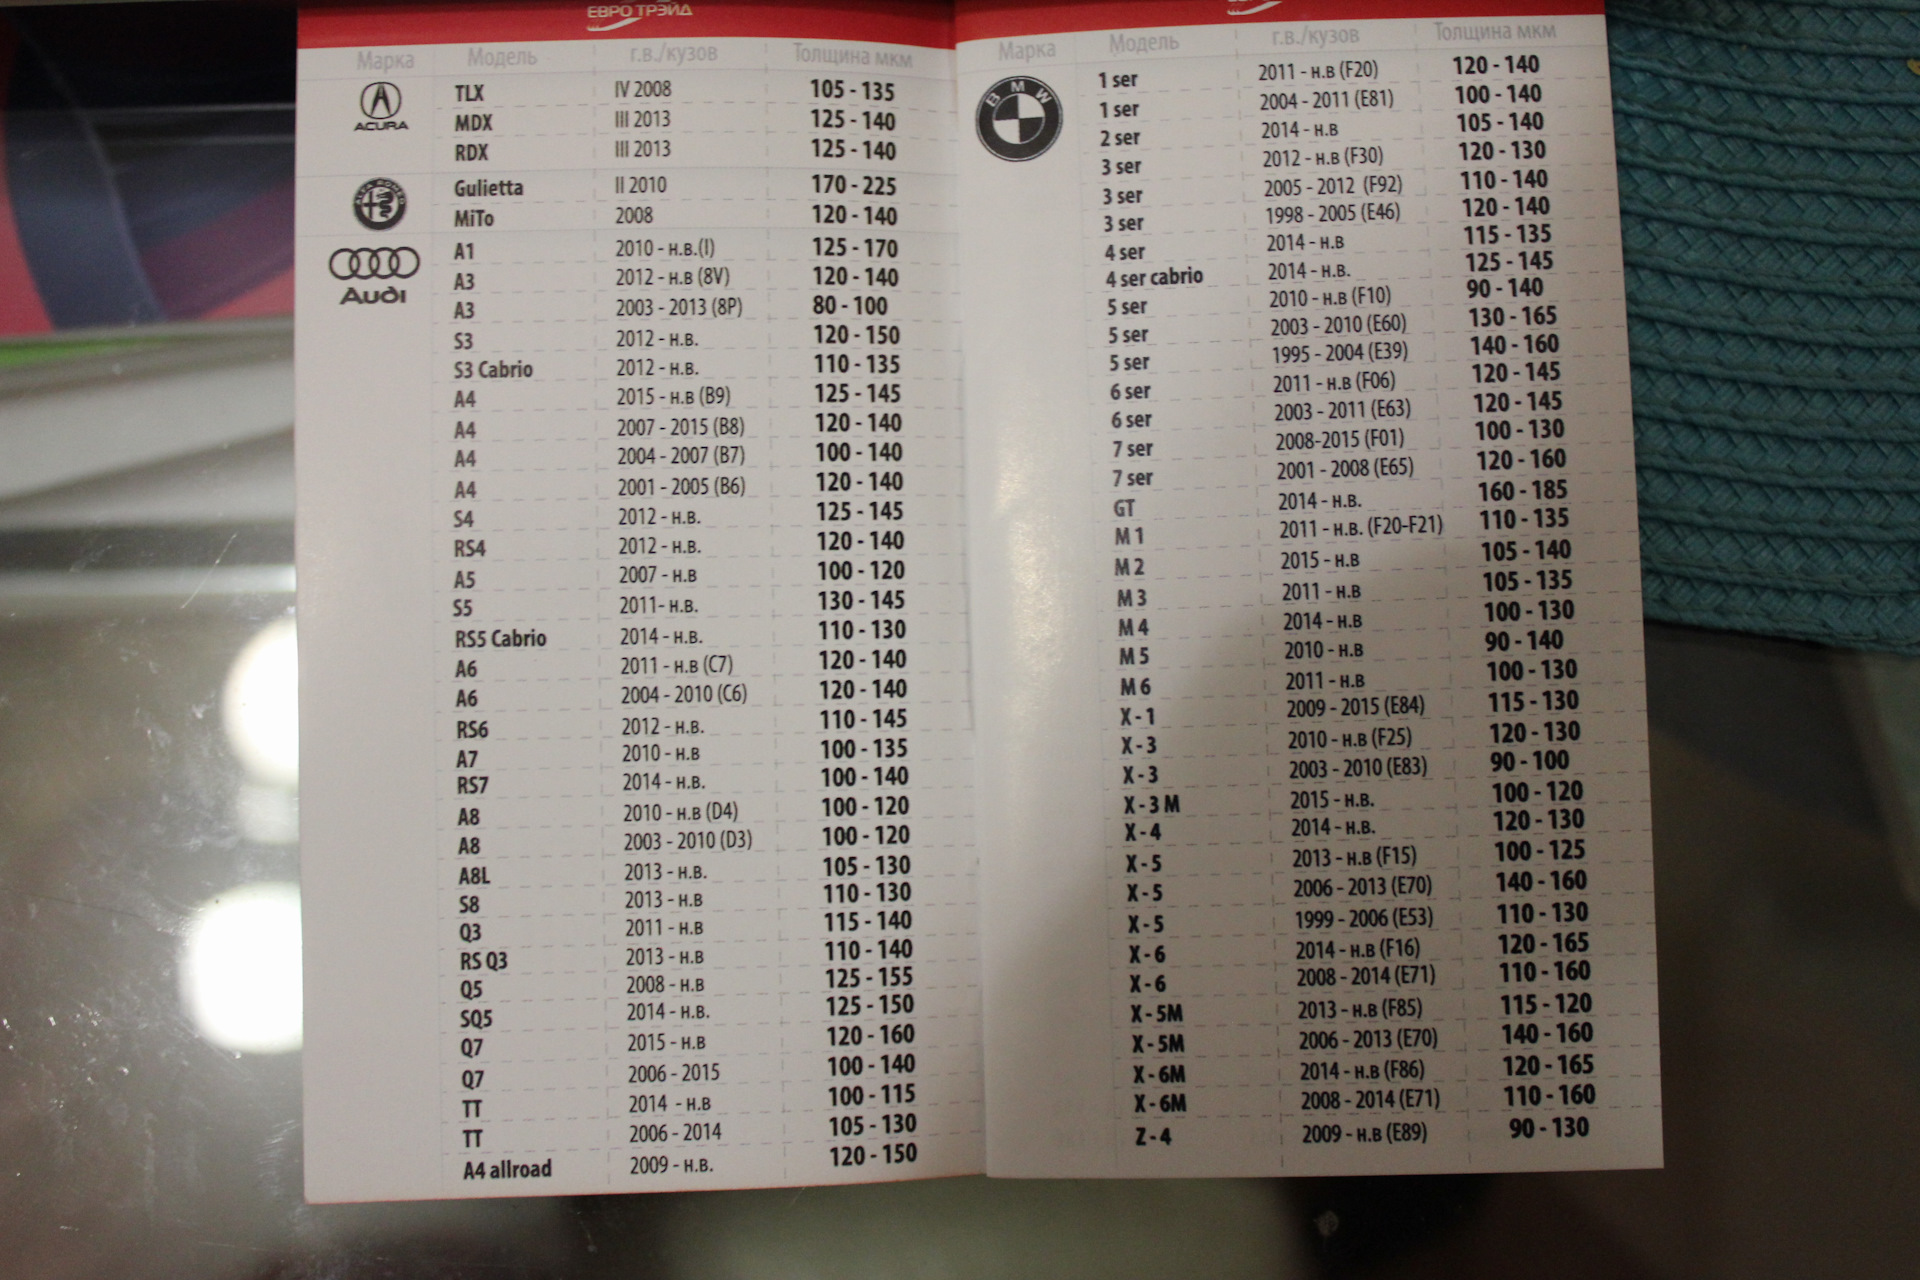 ЕВРО ТРЭЙД
Марка Модель г.в./кузов Толщина мкм
ACURA TLX IV 2008 105 - 135
MDX III 2013 125 - 140
RDX III 2013 125 - 140
Gulietta II 2010 170 - 225
MiTo 2008 120 - 140
Audi A1 2010 - н.в.(I) 125 - 170
A3 2012 - н.в (8V) 120 - 140
A3 2003 - 2013 (8P) 80 - 100
S3 2012 - н.в. 120 - 150
S3 Cabrio 2012 - н.в. 110 - 135
A4 2015 - н.в (B9) 125 - 145
A4 2007 - 2015 (B8) 120 - 140
A4 2004 - 2007 (B7) 100 - 140
A4 2001 - 2005 (B6) 120 - 140
S4 2012 - н.в. 125 - 145
RS4 2012 - н.в. 120 - 140
A5 2007 - н.в 100 - 120
S5 2011- н.в. 130 - 145
RS5 Cabrio 2014 - н.в. 110 - 130
A6 2011 - н.в (C7) 120 - 140
A6 2004 - 2010 (C6) 120 - 140
RS6 2012 - н.в. 110 - 145
A7 2010 - н.в 100 - 135
RS7 2014 - н.в. 100 - 140
A8 2010 - н.в (D4) 100 - 120
A8 2003 - 2010 (D3) 100 - 120
A8L 2013 - н.в. 105 - 130
S8 2013 - н.в 110 - 130
Q3 2011 - н.в 115 - 140
RS Q3 2013 - н.в 110 - 140
Q5 2008 - н.в 125 - 155
SQ5 2014 - н.в. 125 - 150
Q7 2015 - н.в 120 - 160
Q7 2006 - 2015 100 - 140
TT 2014 - н.в 100 - 115
TT 2006 - 2014 105 - 130
A4 allroad 2009 - н.в. 120 - 150
Марка Модель г.в./кузов Толщина мкм
BMW 1 ser 2011 - н.в (F20) 120 - 140
1 ser 2004 - 2011 (E81) 100 - 140
2 ser 2014 - н.в 105 - 140
3 ser 2012 - н.в (F30) 120 - 130
3 ser 2005 - 2012 (F92) 110 - 140
3 ser 1998 - 2005 (E46) 120 - 140
4 ser 2014 - н.в 115 - 135
4 ser cabrio 2014 - н.в. 125 - 145
5 ser 2010 - н.в (F10) 90 - 140
5 ser 2003 - 2010 (E60) 130 - 165
5 ser 1995 - 2004 (E39) 140 - 160
6 ser 2011 - н.в (F06) 120 - 145
6 ser 2003 - 2011 (E63) 120 - 145
7 ser 2008-2015 (F01) 100 - 130
7 ser 2001 - 2008 (E65) 120 - 160
GT 2014 - н.в. 160 - 185
M 1 2011 - н.в. (F20-F21) 110 - 135
M 2 2015 - н.в 105 - 140
M 3 2011 - н.в 105 - 135
M 4 2014 - н.в 100 - 130
M 5 2010 - н.в 90 - 140
M 6 2011 - н.в 100 - 130
X - 1 2009 - 2015 (E84) 115 - 130
X - 3 2010 - н.в (F25) 120 - 130
X - 3 2003 - 2010 (E83) 90 - 100
X - 3 M 2015 - н.в. 100 - 120
X - 4 2014 - н.в. 120 - 130
X - 5 2013 - н.в (F15) 100 - 125
X - 5 2006 - 2013 (E70) 140 - 160
X - 5 1999 - 2006 (E53) 110 - 130
X - 6 2014 - н.в (F16) 120 - 165
X - 6 2008 - 2014 (E71) 110 - 160
X - 5M 2013 - н.в (F85) 115 - 120
X - 5M 2006 - 2013 (E70) 140 - 160
X - 6M 2014 - н.в (F86) 120 - 165
X - 6M 2008 - 2014 (E71) 110 - 160
Z - 4 2009 - н.в (E89) 90 - 130